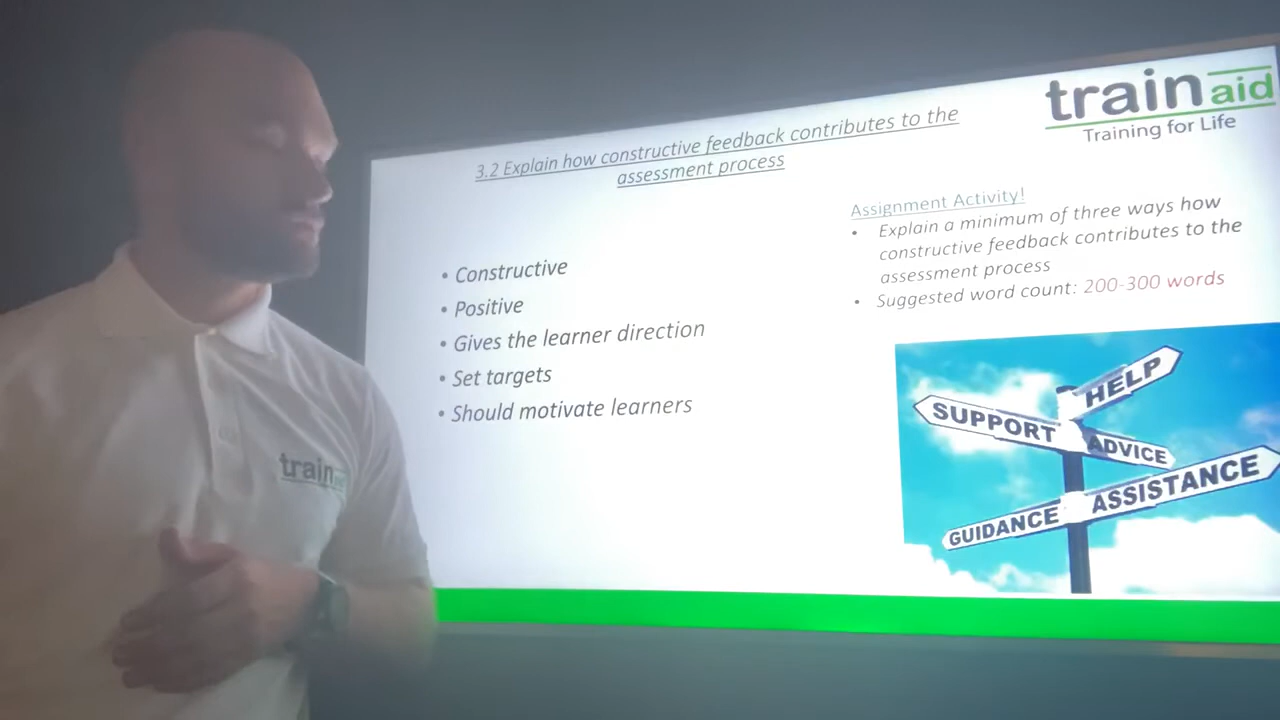 3.2 Explain how constructive feedback contributes to the
assessment process
• Constructive
• Positive
• Gives the learner direction
• Set targets
• Should motivate learners
train aid
Training for Life
Assignment Activity!
• Explain a minimum of three ways how
constructive feedback contributes to the
assessment process
• Suggested word count: 200-300 words
HELP
SUPPORT
ADVICE
ASSISTANCE
GUIDANCE
train